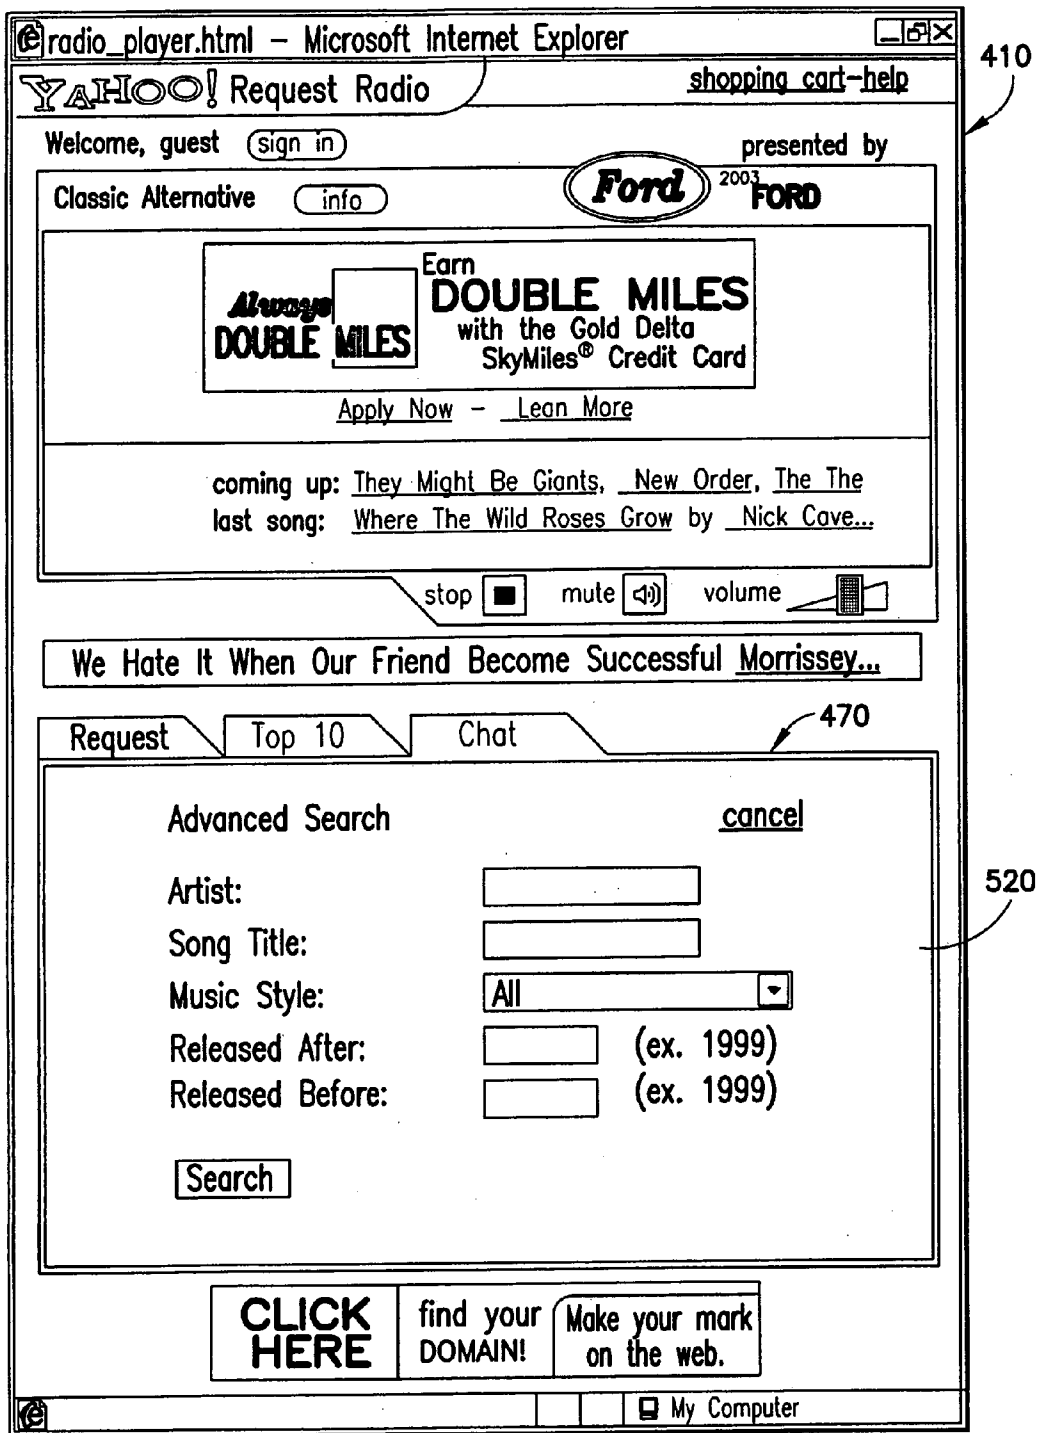 radio_player.html – Microsoft Internet Explorer
410
YAHOO! Request Radio
shopping cart-help
Welcome, guest sign in
presented by
Classic Alternative info
Ford 2003 FORD
Earn
Always DOUBLE MILES
DOUBLE MILES with the Gold Delta
SkyMiles® Credit Card
Apply Now – Lean More
coming up: They Might Be Giants, New Order, The The
last song: Where The Wild Roses Grow by Nick Cave...
stop mute volume
We Hate It When Our Friend Become Successful Morrissey...
470
Request Top 10 Chat
Advanced Search cancel
520
Artist:
Song Title:
Music Style: All
Released After: (ex. 1999)
Released Before: (ex. 1999)
Search
CLICK HERE find your DOMAIN! Make your mark on the web.
My Computer